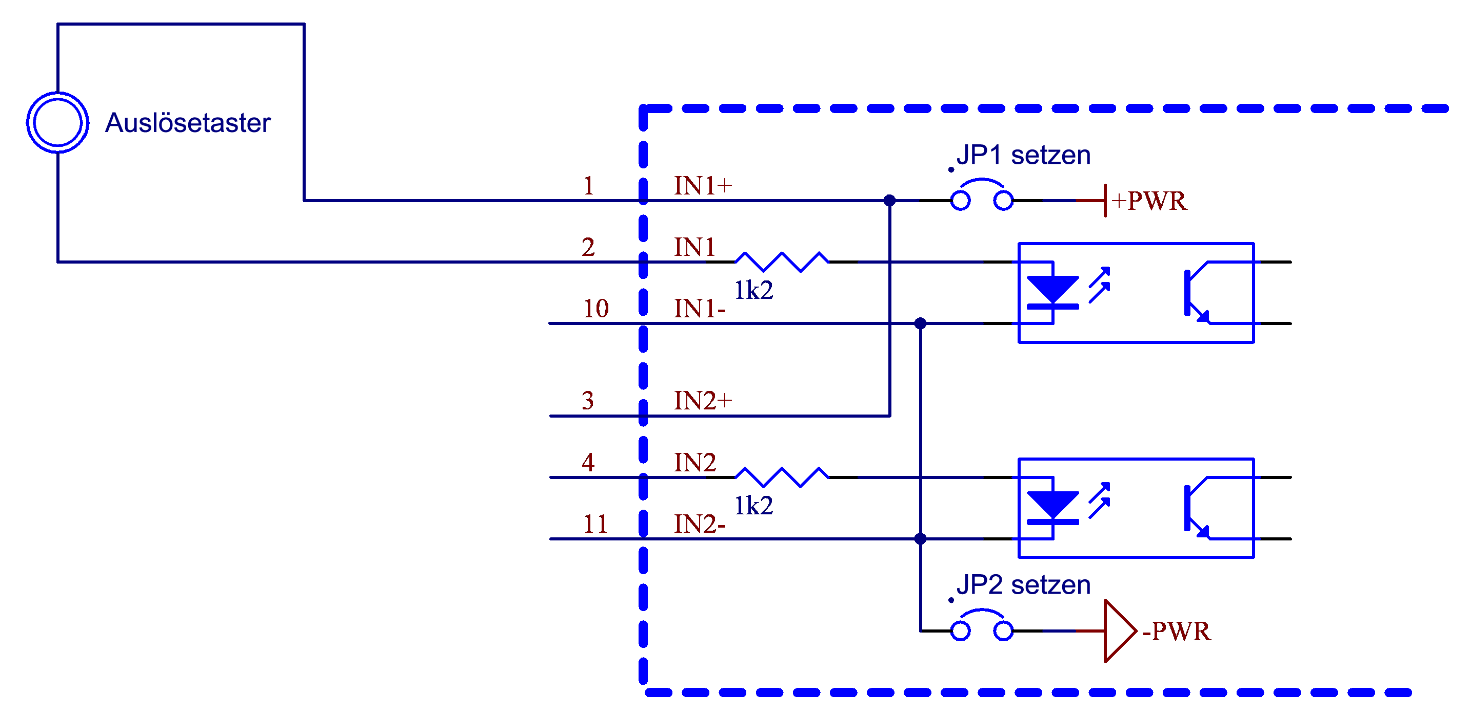 Auslösetaster
.JP1 setzen
1 IN1+
+PWR
2 IN1
1k2
10 IN1-
3 IN2+
4 IN2
1k2
11 IN2-
.JP2 setzen
-PWR